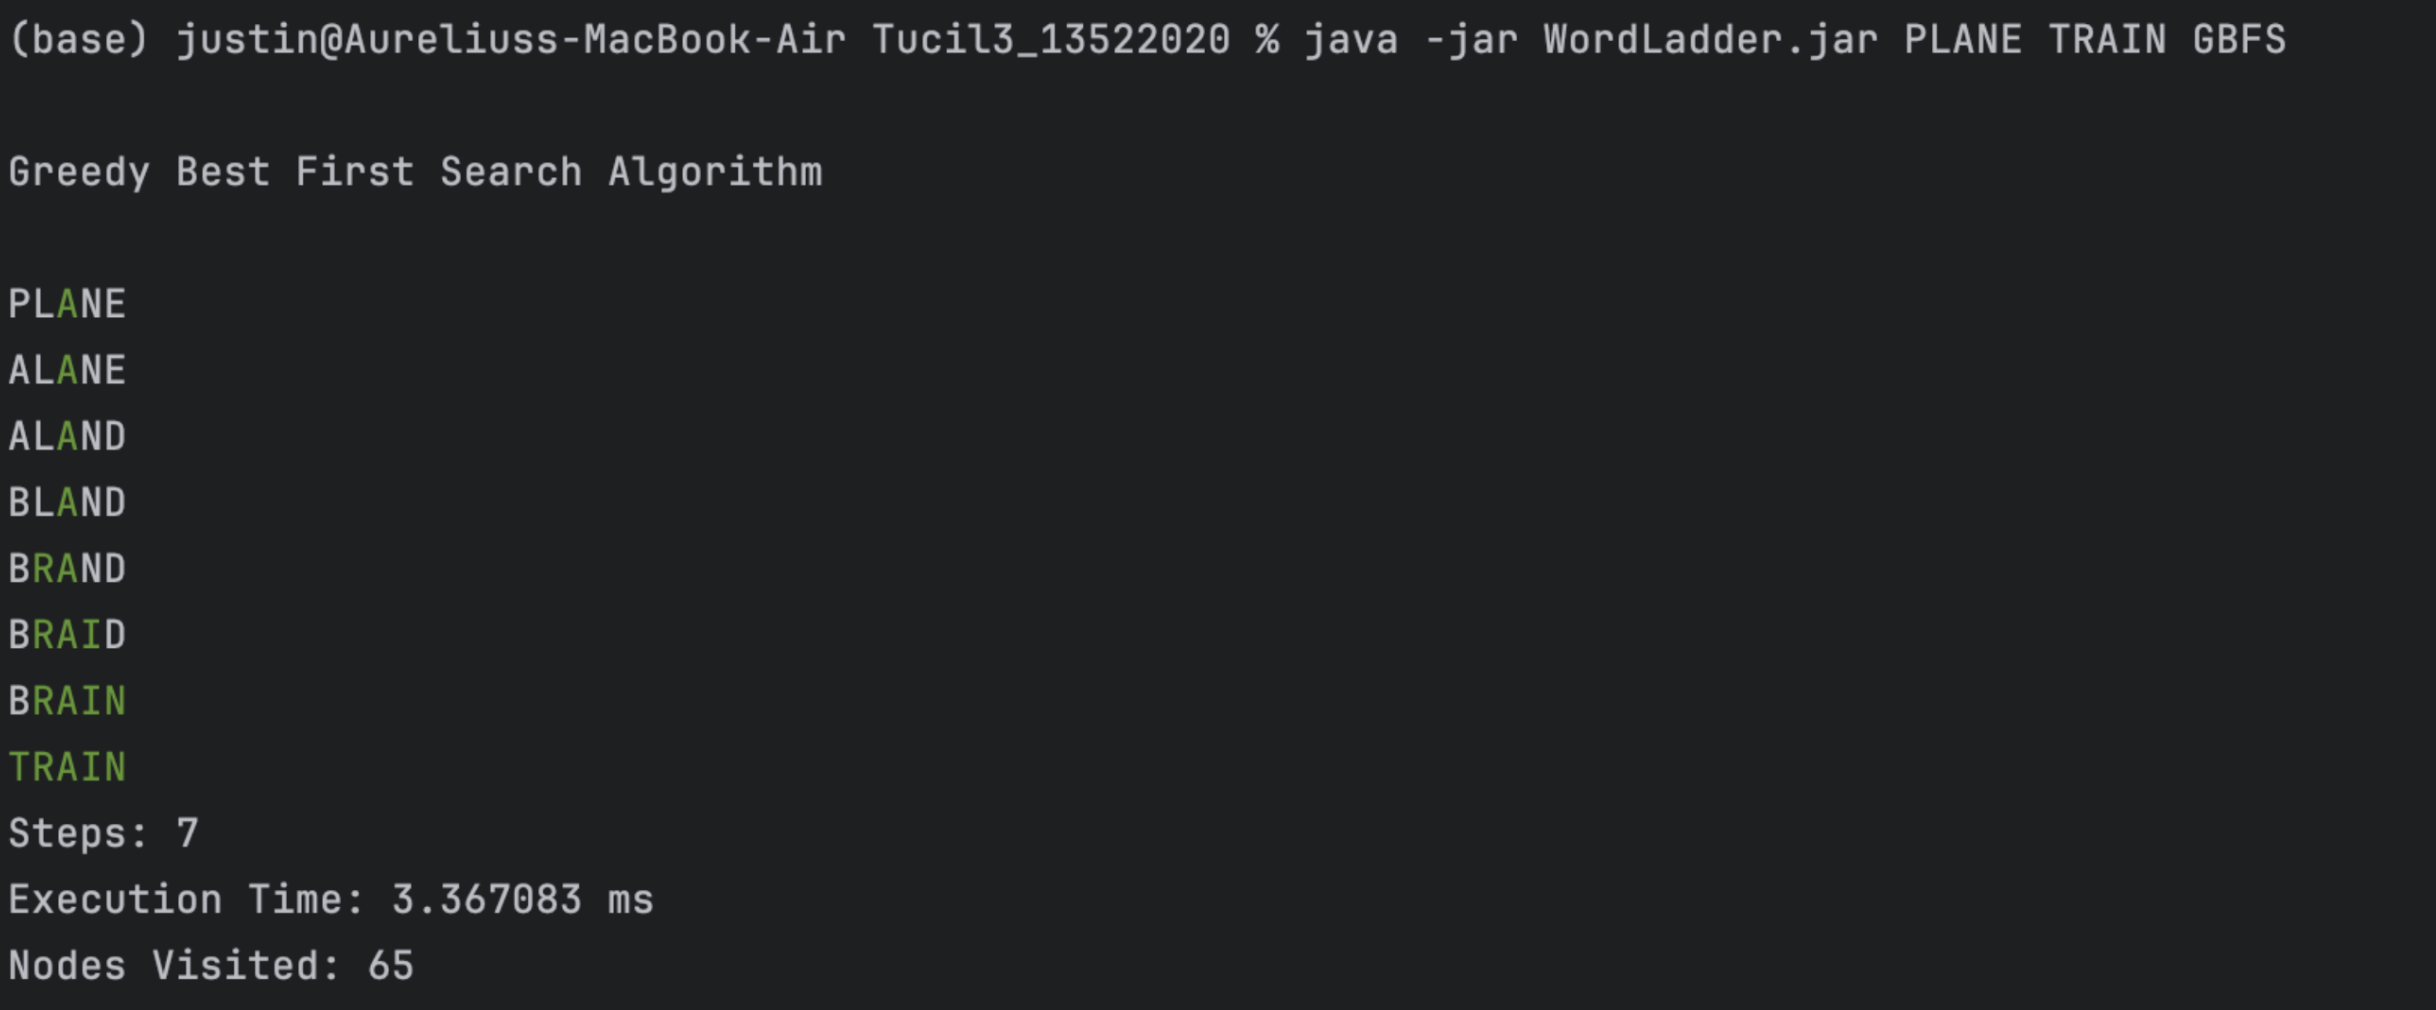 (base) justin@Aureliuss-MacBook-Air Tucil3_13522020 % java -jar WordLadder.jar PLANE TRAIN GBFS
Greedy Best First Search Algorithm
PLANE
ALANE
ALAND
BLAND
BRAND
BRAID
BRAIN
TRAIN
Steps: 7
Execution Time: 3.367083 ms
Nodes Visited: 65